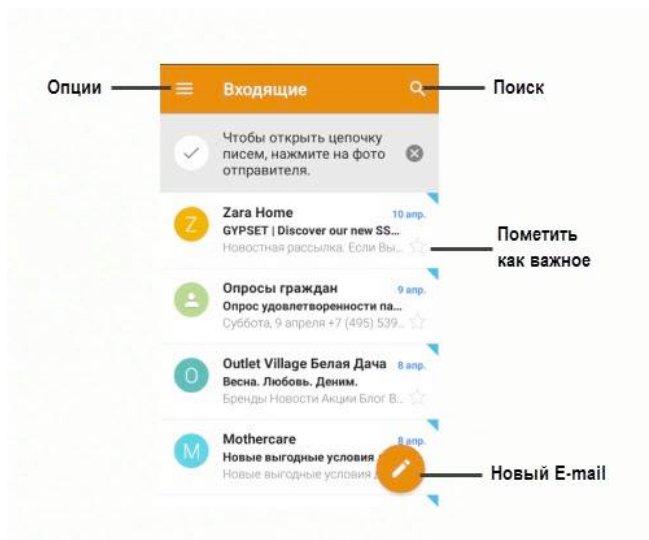 Опции
Входящие
Поиск
Чтобы открыть цепочку
писем, нажмите на фото
отправителя.
Z
Zara Home
10 апр.
GYPSET | Discover our new SS...
Новостная рассылка. Если Вы...
Пометить
как важное
Опросы граждан
9 апр.
Опрос удовлетворенности па...
Суббота, 9 апреля +7 (495) 539...
O
Outlet Village Белая Дача
8 апр.
Весна. Любовь. Деним.
Бренды Новости Акции Блог В...
M
Mothercare
8 апр.
Новые выгодные условия
Новые выгодные условия
Новый E-mail